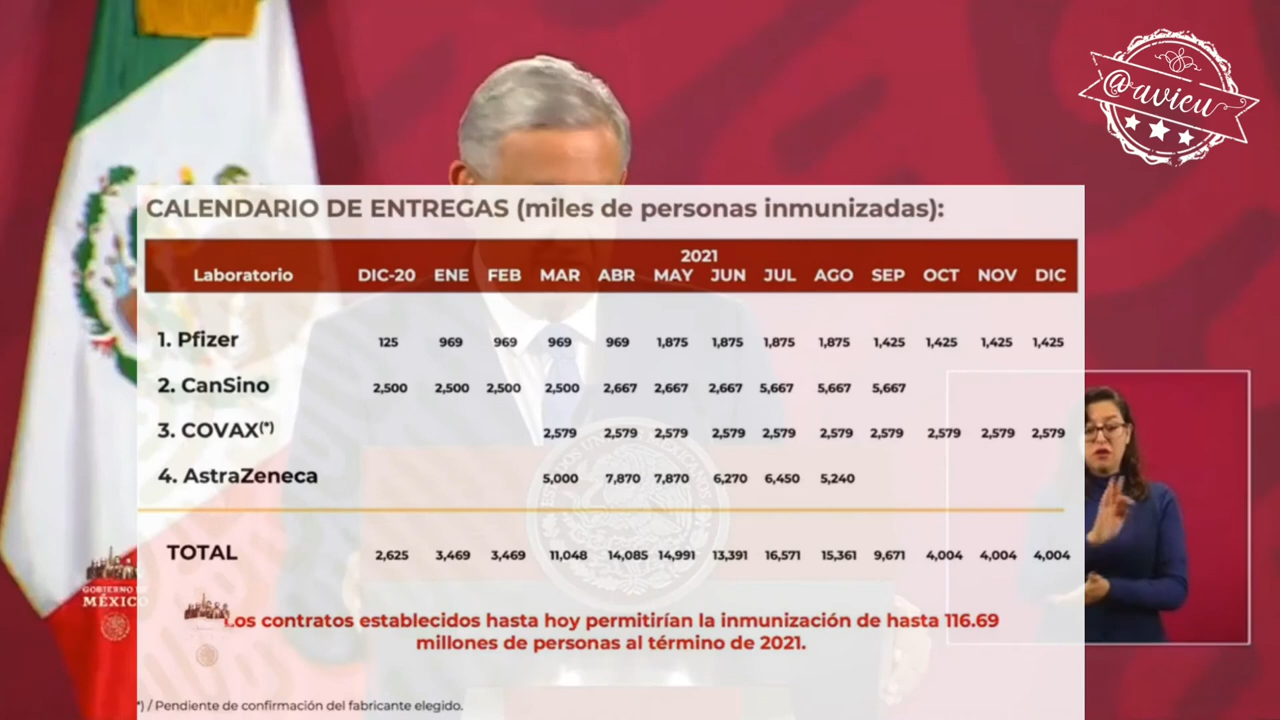 @avieu
CALENDARIO DE ENTREGAS (miles de personas inmunizadas):
2021
Laboratorio DIC-20 ENE FEB MAR ABR MAY JUN JUL AGO SEP OCT NOV DIC
1. Pfizer 125 969 969 969 969 1,875 1,875 1,875 1,875 1,425 1,425 1,425 1,425
2. CanSino 2,500 2,500 2,500 2,500 2,667 2,667 2,667 5,667 5,667 5,667
3. COVAX(*) 2,579 2,579 2,579 2,579 2,579 2,579 2,579 2,579 2,579 2,579
4. AstraZeneca 5,000 7,870 7,870 6,270 6,450 5,240
TOTAL 2,625 3,469 3,469 11,048 14,085 14,991 13,391 16,571 15,361 9,671 4,004 4,004 4,004
GOBIERNO DE
MÉXICO
Los contratos establecidos hasta hoy permitirían la inmunización de hasta 116.69
millones de personas al término de 2021.
*) / Pendiente de confirmación del fabricante elegido.